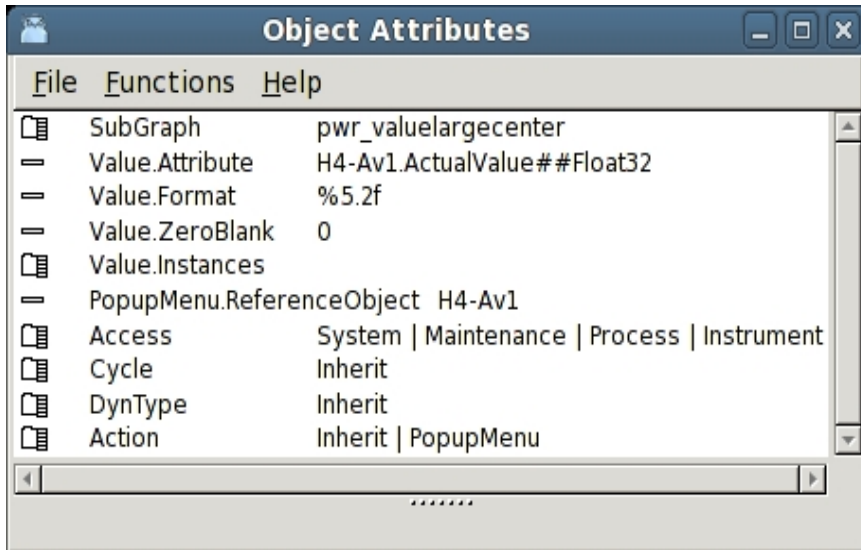 Object Attributes
File Functions Help
SubGraph pwr_valuelargecenter
Value.Attribute H4-Av1.ActualValue##Float32
Value.Format %5.2f
Value.ZeroBlank 0
Value.Instances
PopupMenu.ReferenceObject H4-Av1
Access System | Maintenance | Process | Instrument
Cycle Inherit
DynType Inherit
Action Inherit | PopupMenu